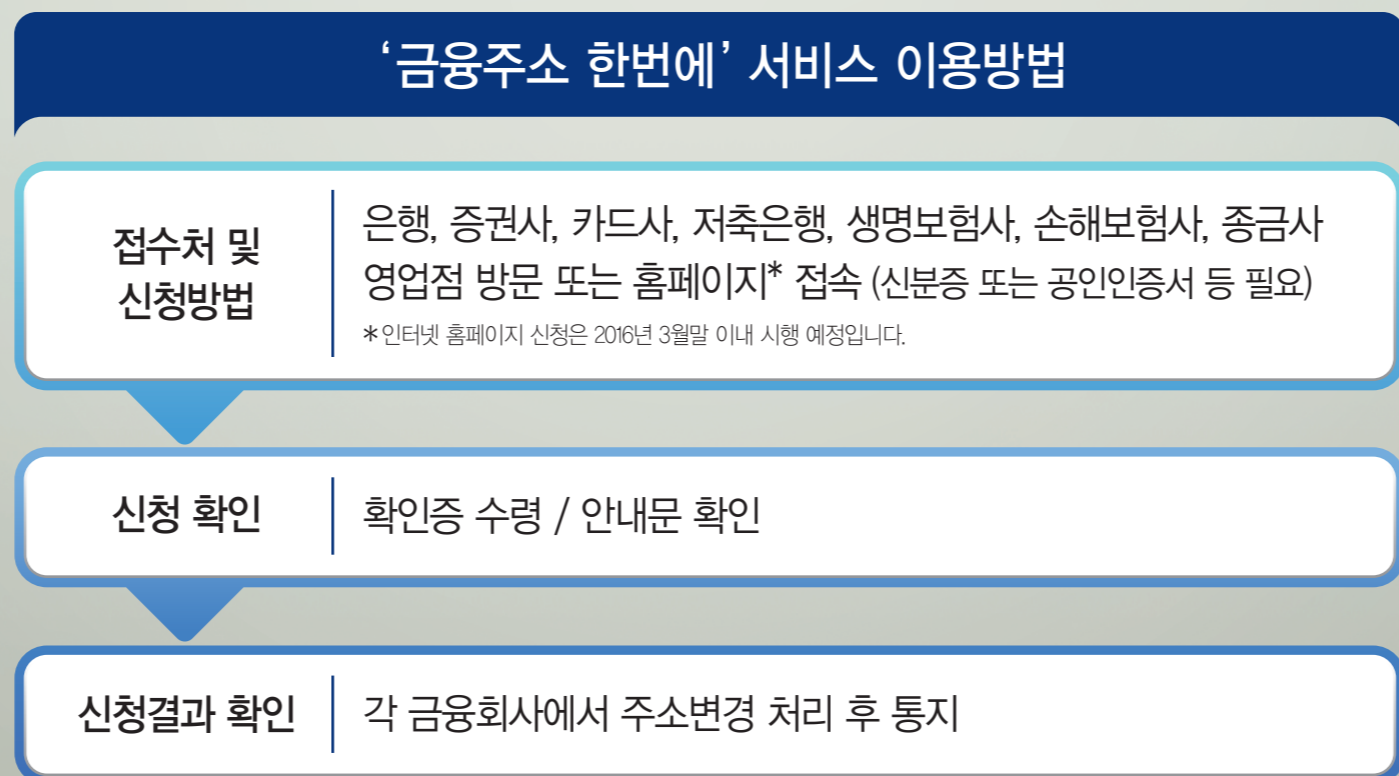 ‘금융주소 한번에’ 서비스 이용방법
접수처 및
신청방법
은행, 증권사, 카드사, 저축은행, 생명보험사, 손해보험사, 종금사
영업점 방문 또는 홈페이지* 접속 (신분증 또는 공인인증서 등 필요)
*인터넷 홈페이지 신청은 2016년 3월말 이내 시행 예정입니다.
신청 확인
확인증 수령 / 안내문 확인
신청결과 확인
각 금융회사에서 주소변경 처리 후 통지